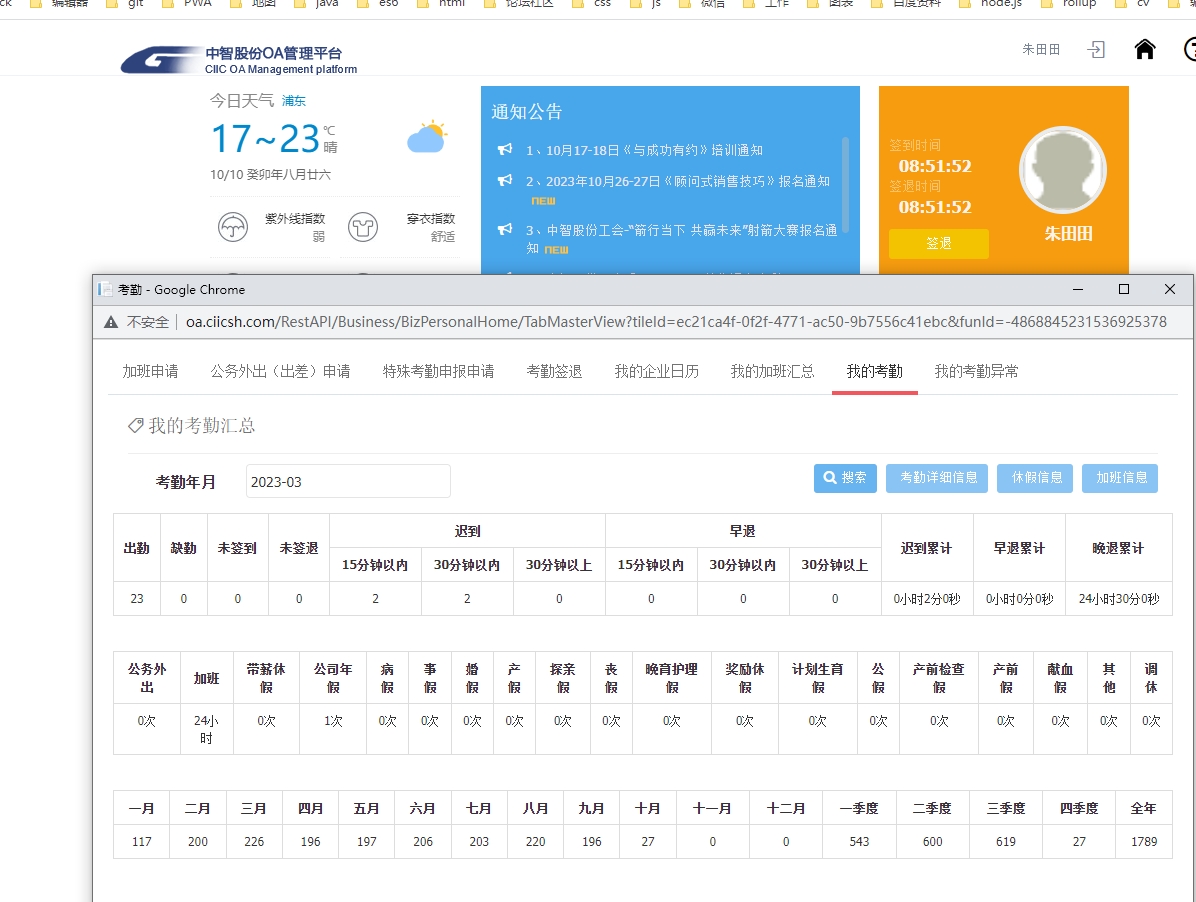 ck 编辑器 git PWA 地图 java es6 html 论坛社区 css js 微信 工作 图表 百度资料 node.js rollup cv
中智股份OA管理平台
CIIC OA Management platform
朱田田
今日天气 浦东
17~23 ℃
晴
10/10 癸卯年八月廿六
紫外线指数
弱
穿衣指数
舒适
通知公告
1、10月17-18日《与成功有约》培训通知
2、2023年10月26-27日《顾问式销售技巧》报名通知
NEW
3、中智股份工会-“箭行当下 共赢未来”射箭大赛报名通
知 NEW
签到时间
08:51:52
签退时间
08:51:52
签退
朱田田
考勤 - Google Chrome
不安全 oa.ciicsh.com/RestAPI/Business/BizPersonalHome/TabMasterView?tileId=ec21ca4f-0f2f-4771-ac50-9b7556c41ebc&funId=-4868845231536925378
加班申请 公务外出（出差）申请 特殊考勤申报申请 考勤签退 我的企业日历 我的加班汇总 我的考勤 我的考勤异常
我的考勤汇总
考勤年月 2023-03 搜索 考勤详细信息 休假信息 加班信息
出勤 缺勤 未签到 未签退 迟到 早退 迟到累计 早退累计 晚退累计
15分钟以内 30分钟以内 30分钟以上 15分钟以内 30分钟以内 30分钟以上
23 0 0 0 2 2 0 0 0 0 0小时2分0秒 0小时0分0秒 24小时30分0秒
公务外出 加班 带薪休假 公司年假 病假 事假 婚假 产假 探亲假 丧假 晚育护理假 奖励休假 计划生育假 公假 产前检查假 产前假 献血假 其他 调休
0次 24小时 0次 1次 0次 0次 0次 0次 0次 0次 0次 0次 0次 0次 0次 0次 0次 0次 0次
一月 二月 三月 四月 五月 六月 七月 八月 九月 十月 十一月 十二月 一季度 二季度 三季度 四季度 全年
117 200 226 196 197 206 203 220 196 27 0 0 543 600 619 27 1789